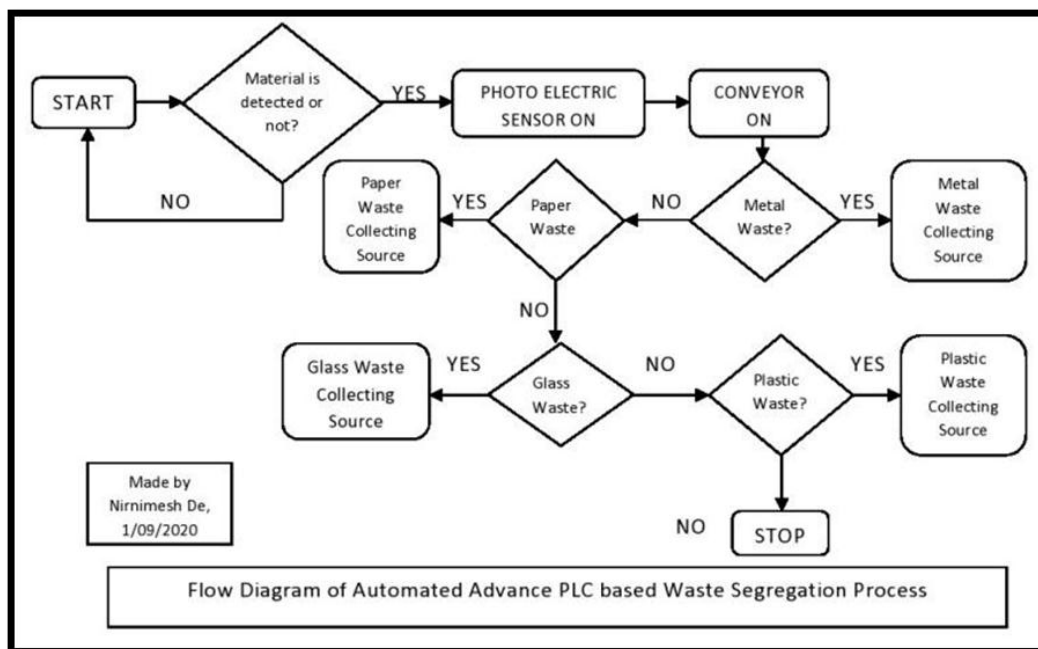 START
Material is
detected or
not?
YES
PHOTO ELECTRIC
SENSOR ON
CONVEYOR
ON
NO
Paper
Waste
Collecting
Source
YES
Paper
Waste
NO
Metal
Waste?
YES
Metal
Waste
Collecting
Source
NO
Glass Waste
Collecting
Source
YES
Glass
Waste?
NO
Plastic
Waste?
YES
Plastic
Waste
Collecting
Source
Made by
Nirnimesh De,
1/09/2020
NO
STOP
Flow Diagram of Automated Advance PLC based Waste Segregation Process